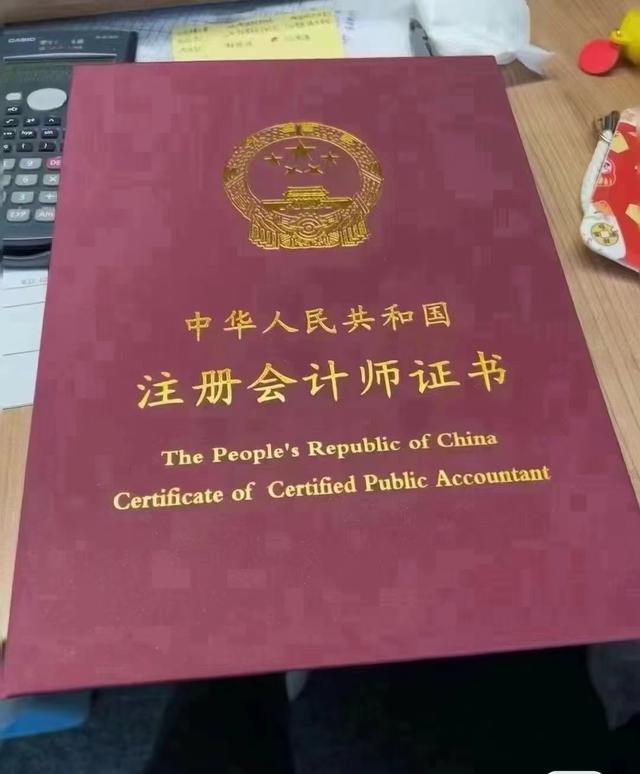 CASIO
中华人民共和国
注册会计师证书
The People's Republic of China
Certificate of Certified Public Accountant